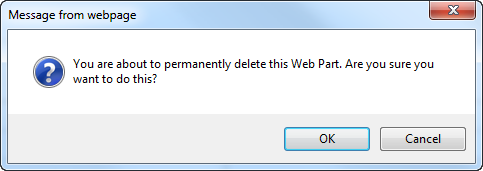 Message from webpage
You are about to permanently delete this Web Part. Are you sure you
want to do this?
OK
Cancel